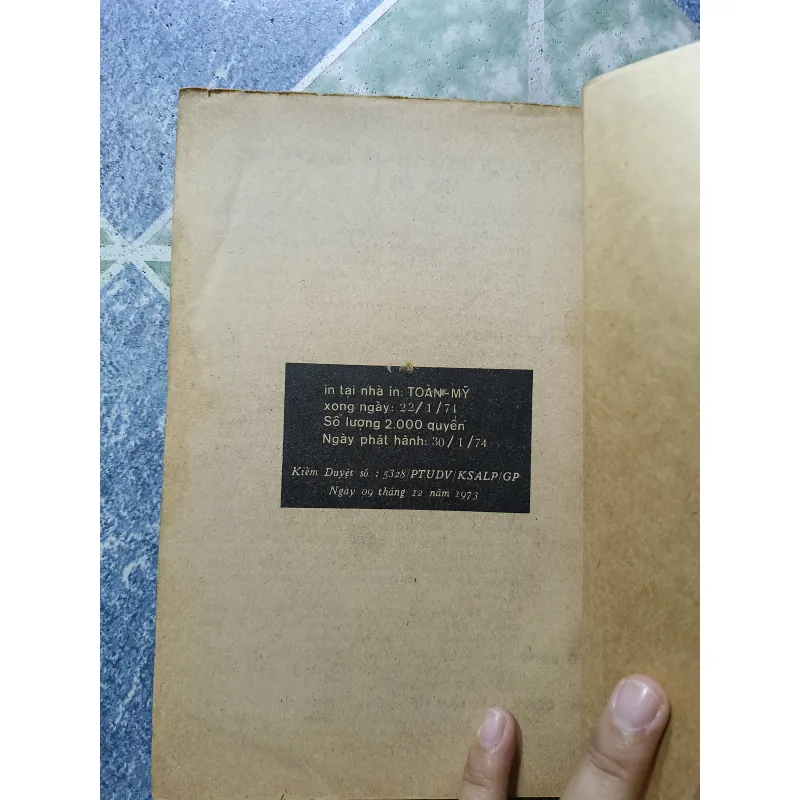 in tại nhà in: TOÀN-MỸ
xong ngày: 22/1/74
Số lượng 2.000 quyển
Ngày phát hành: 30/1/74
Kiểm Duyệt số : 5328/PTUDV/KSALP/GP
Ngày 09 tháng 12 năm 1973